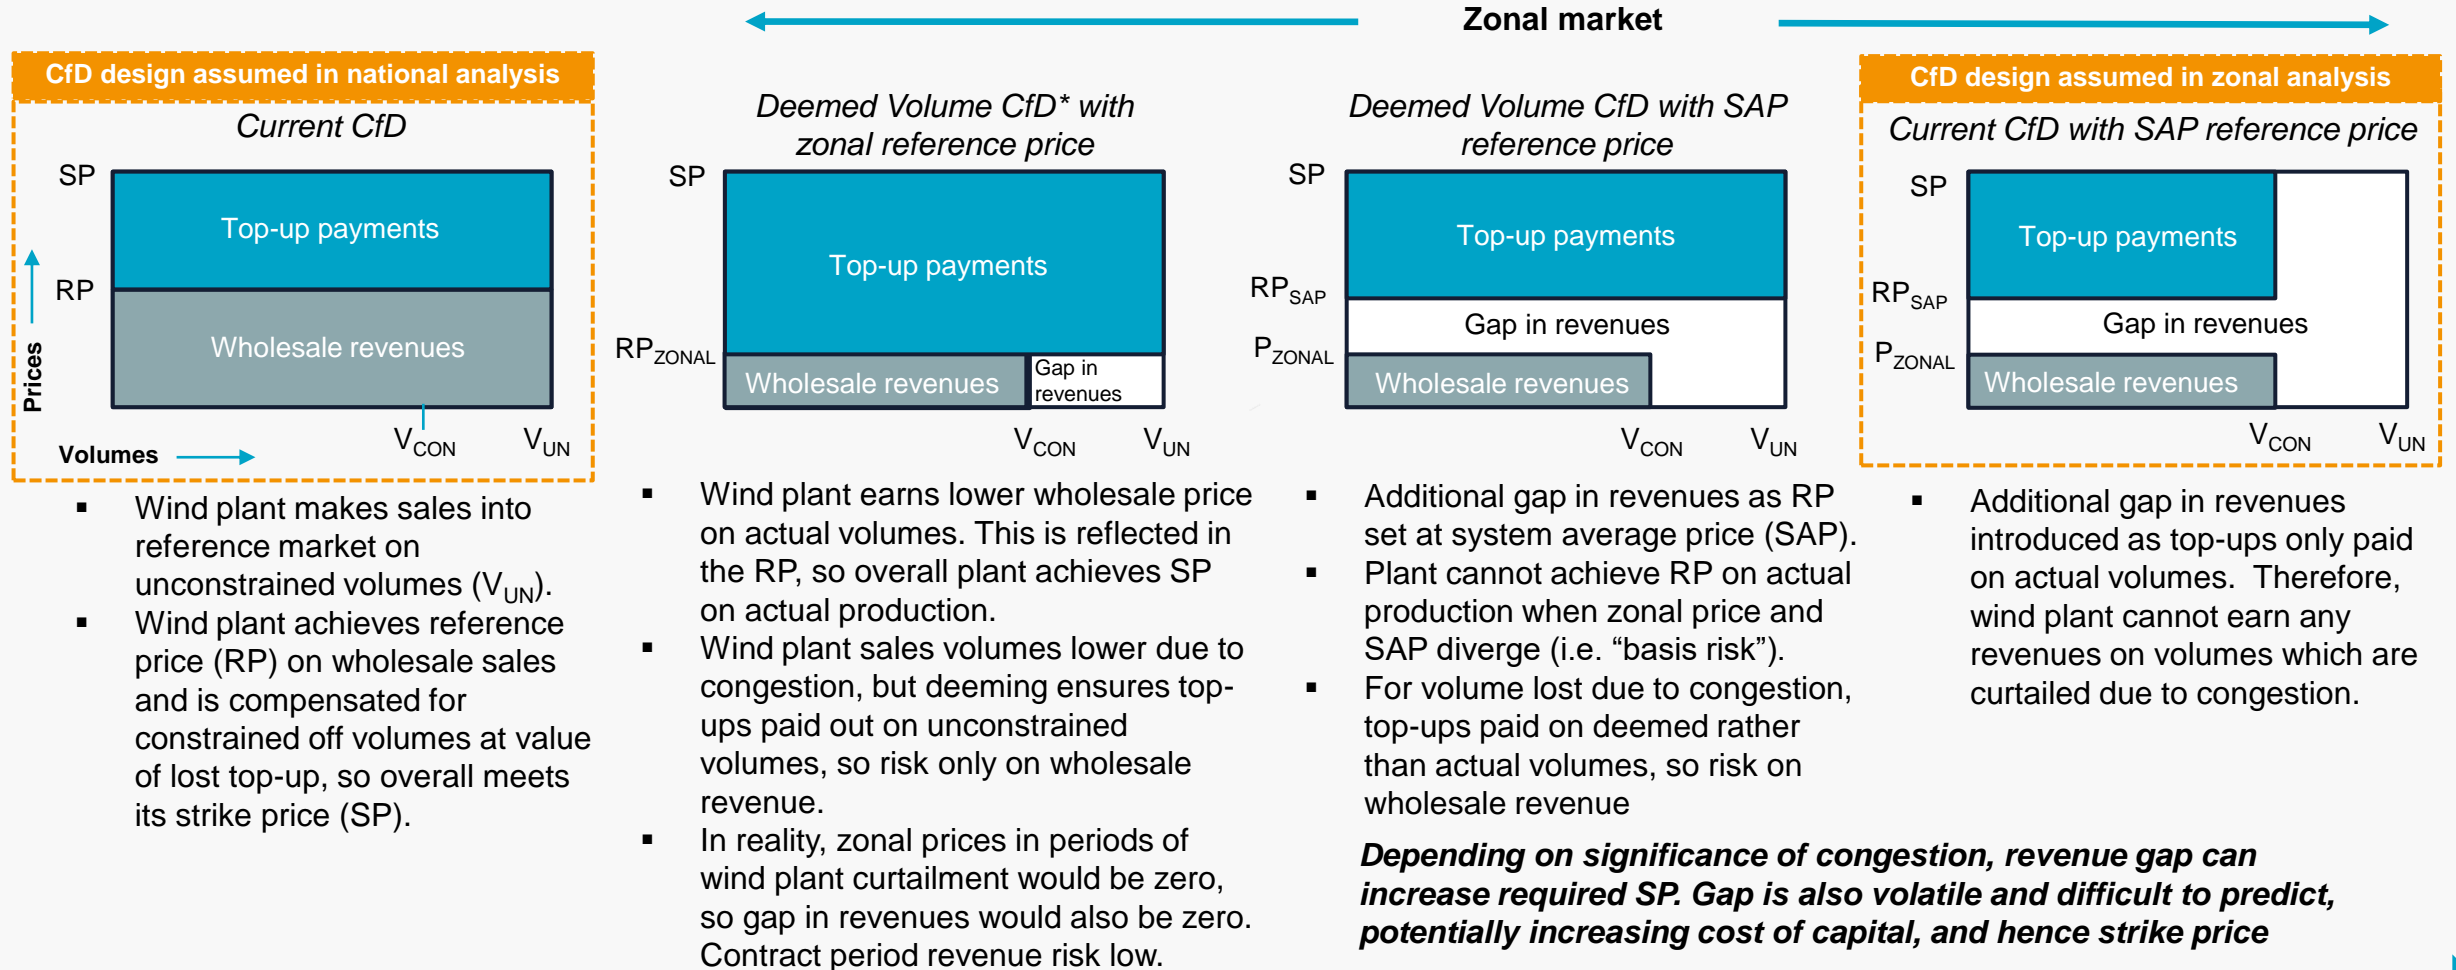 Zonal market
CfD design assumed in national analysis
Current CfD
SP
Top-up payments
RP
Wholesale revenues
Prices
Volumes
V_CON
V_UN
▪ Wind plant makes sales into
reference market on
unconstrained volumes (V_UN).
▪ Wind plant achieves reference
price (RP) on wholesale sales
and is compensated for
constrained off volumes at value
of lost top-up, so overall meets
its strike price (SP).
Deemed Volume CfD* with
zonal reference price
SP
Top-up payments
RP_ZONAL
Wholesale revenues
Gap in
revenues
V_CON
V_UN
▪ Wind plant earns lower wholesale price
on actual volumes. This is reflected in
the RP, so overall plant achieves SP
on actual production.
▪ Wind plant sales volumes lower due to
congestion, but deeming ensures top-
ups paid out on unconstrained
volumes, so risk only on wholesale
revenue.
▪ In reality, zonal prices in periods of
wind plant curtailment would be zero,
so gap in revenues would also be zero.
Contract period revenue risk low.
Deemed Volume CfD with SAP
reference price
SP
Top-up payments
RP_SAP
Gap in revenues
P_ZONAL
Wholesale revenues
V_CON
V_UN
▪ Additional gap in revenues as RP
set at system average price (SAP).
▪ Plant cannot achieve RP on actual
production when zonal price and
SAP diverge (i.e. “basis risk”).
▪ For volume lost due to congestion,
top-ups paid on deemed rather
than actual volumes, so risk on
wholesale revenue
CfD design assumed in zonal analysis
Current CfD with SAP reference price
SP
Top-up payments
RP_SAP
Gap in revenues
P_ZONAL
Wholesale revenues
V_CON
V_UN
▪ Additional gap in revenues
introduced as top-ups only paid
on actual volumes.  Therefore,
wind plant cannot earn any
revenues on volumes which are
curtailed due to congestion.
Depending on significance of congestion, revenue gap can
increase required SP. Gap is also volatile and difficult to predict,
potentially increasing cost of capital, and hence strike price